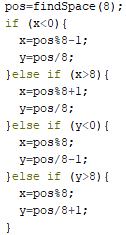 pos=findSpace(8);
if (x<0){
x=pos%8-1;
y=pos/8;
}else if (x>8){
x=pos%8+1;
y=pos/8;
}else if (y<0){
x=pos%8;
y=pos/8-1;
}else if (y>8){
x=pos%8;
y=pos/8+1;
}